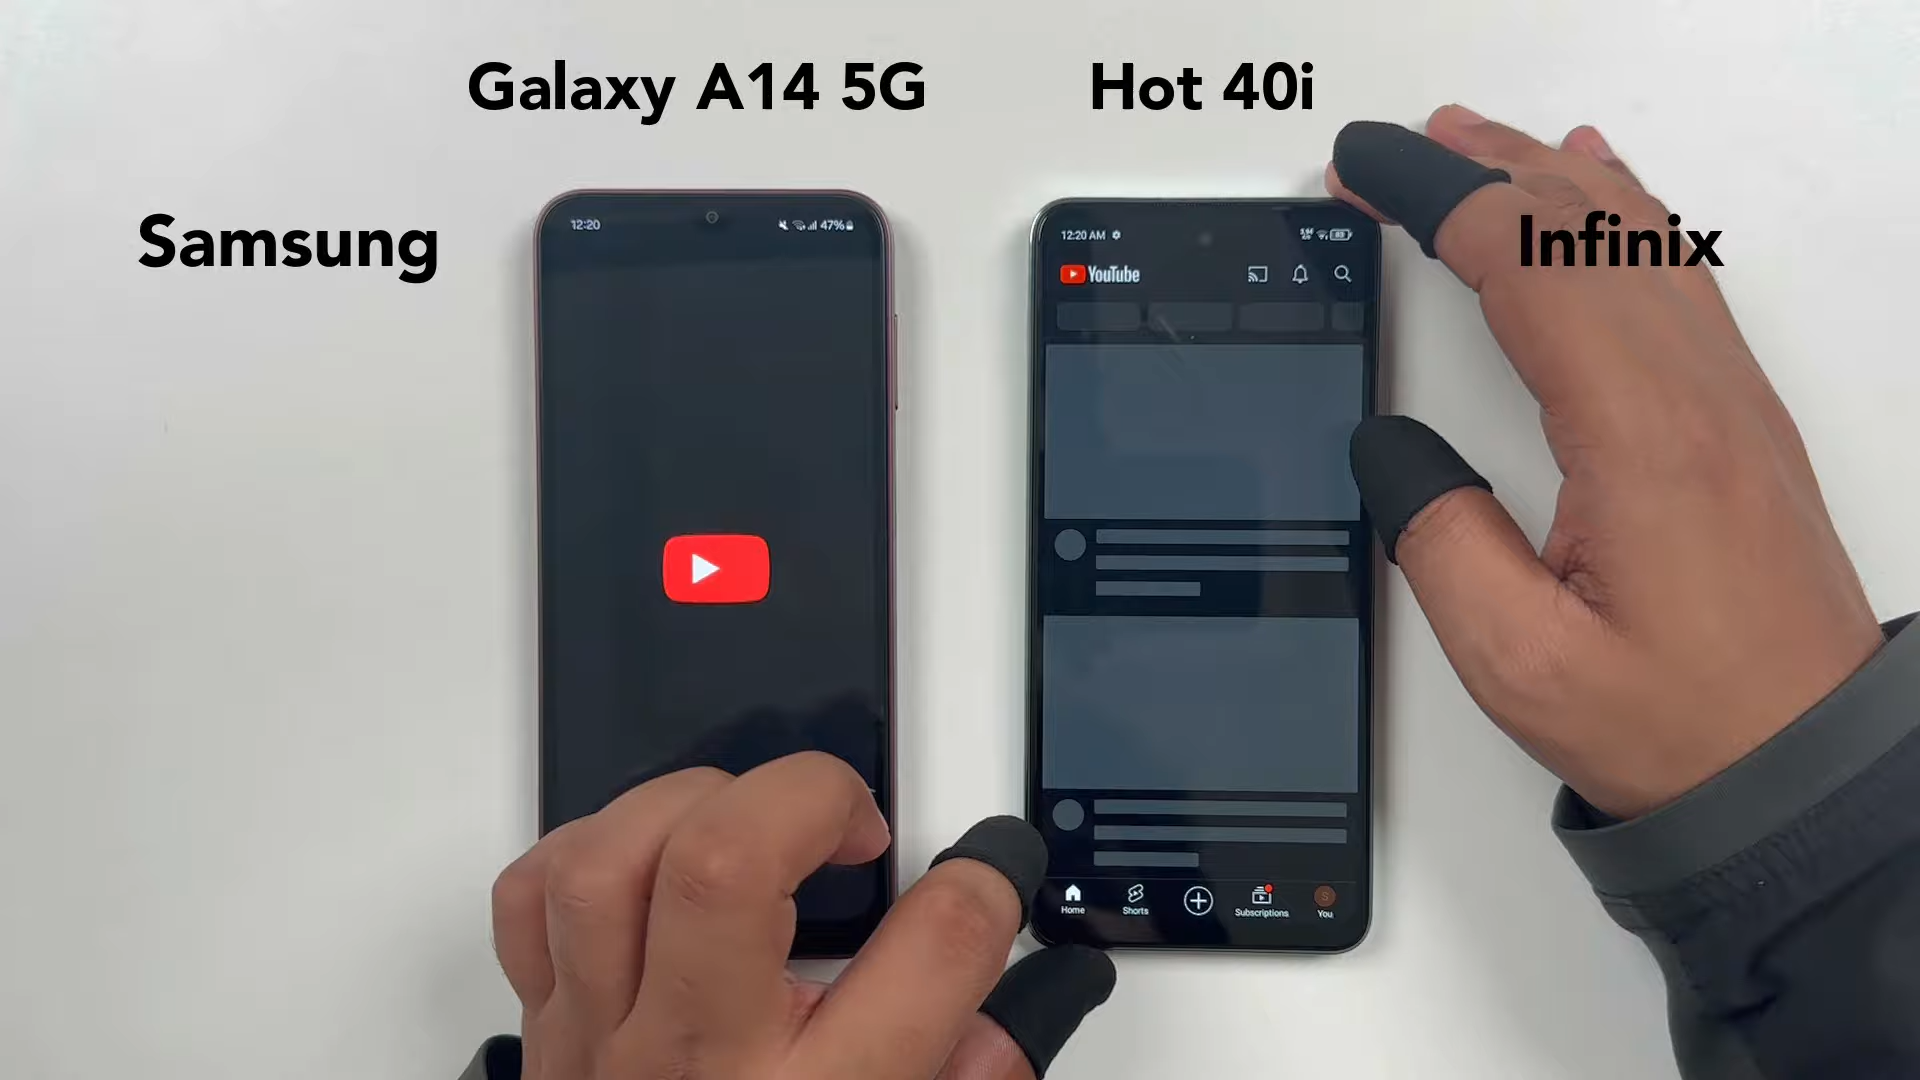 Galaxy A14 5G
Hot 40i
Samsung
Infinix
12:20
47%
12:20 AM
YouTube
Home
Shorts
Subscriptions
You
S